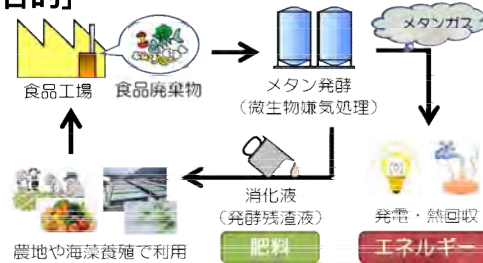 目的」
メタンガス
食品工場
食品廃棄物
メタン発酵
（微生物嫌気処理）
消化液
（発酵残渣液）
発電・熱回収
農地や海藻養殖で利用
肥料
エネルギー